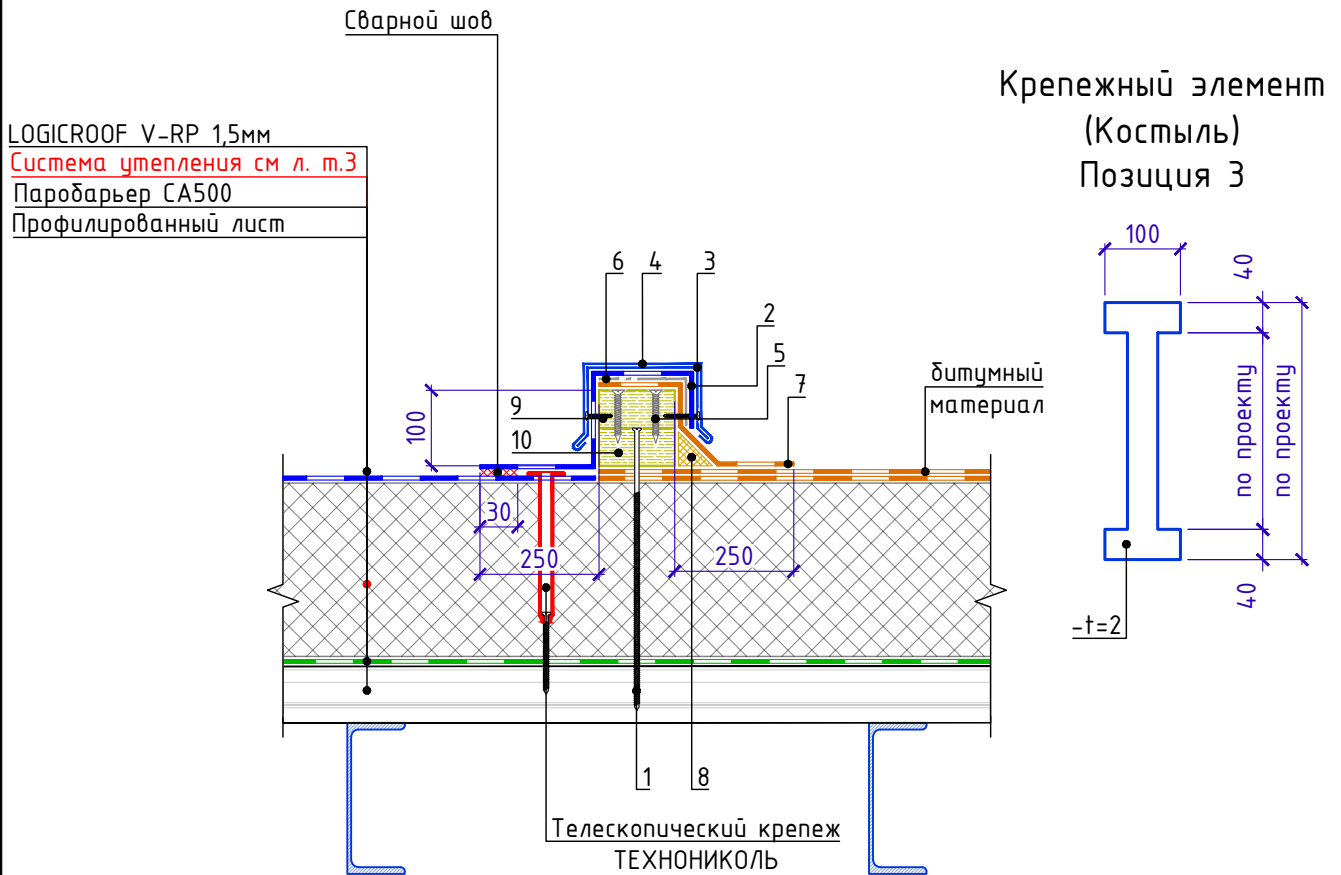 Сварной шов
LOGICROOF V-RP 1,5мм
Система утепления см л. т.3
Паробарьер СА500
Профилированный лист
Крепежный элемент
(Костыль)
Позиция 3
100
40
6
4
3
2
5
7
9
10
100
битумный
материал
по проекту
по проекту
30
250
250
40
-t=2
1
8
Телескопический крепеж
ТЕХНОНИКОЛЬ